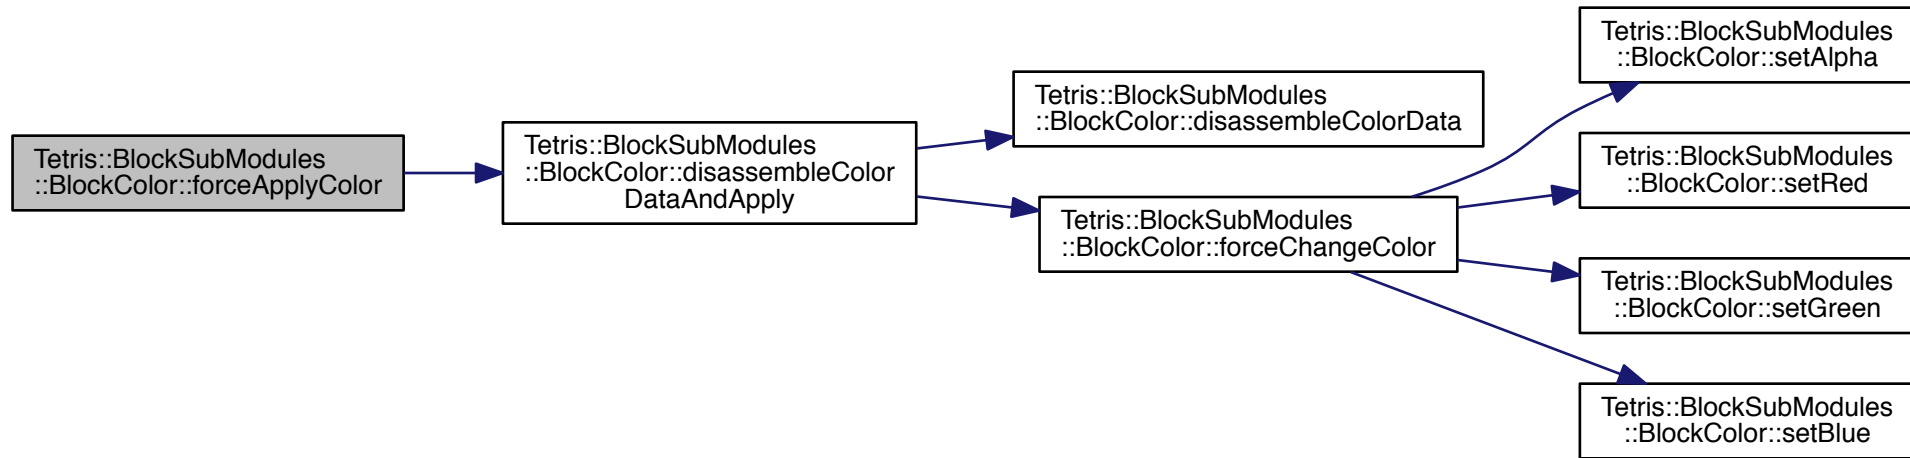 Tetris::BlockSubModules
::BlockColor::forceApplyColor
Tetris::BlockSubModules
::BlockColor::disassembleColor
DataAndApply
Tetris::BlockSubModules
::BlockColor::disassembleColorData
Tetris::BlockSubModules
::BlockColor::forceChangeColor
Tetris::BlockSubModules
::BlockColor::setAlpha
Tetris::BlockSubModules
::BlockColor::setRed
Tetris::BlockSubModules
::BlockColor::setGreen
Tetris::BlockSubModules
::BlockColor::setBlue